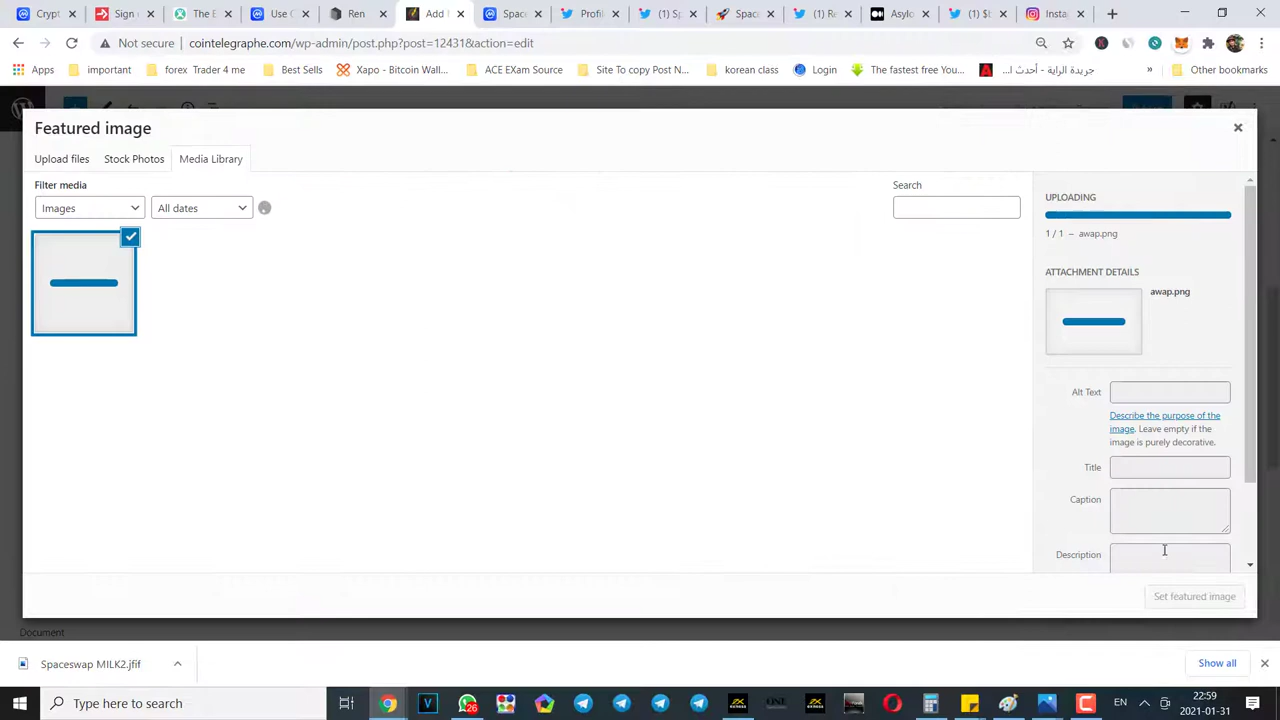 Crypt
Sign
The E
Use C
Ren
Add
Spac
Profil
(1) Sp
Space
(1) Re
Asylo
(1) $E
Insta
Not secure
cointelegraphe.com/wp-admin/post.php?post=12431&action=edit
Apps
important
forex Trader 4 me
Best Sells
Xapo - Bitcoin Wall...
ACE EXam Source
Site To copy Post N...
korean class
Login
The fastest free You...
جريدة الراية - أحدث ا...
»
Other bookmarks
Featured image
Upload files
Stock Photos
Media Library
Filter media
Images
All dates
Search
UPLOADING
1 / 1 – awap.png
ATTACHMENT DETAILS
awap.png
Alt Text
Describe the purpose of the
image. Leave empty if the
image is purely decorative.
Title
Caption
Description
Set featured image
Document
Spaceswap MILK2.jfif
Show all
Type here to search
26
EN
22:59
2021-01-31